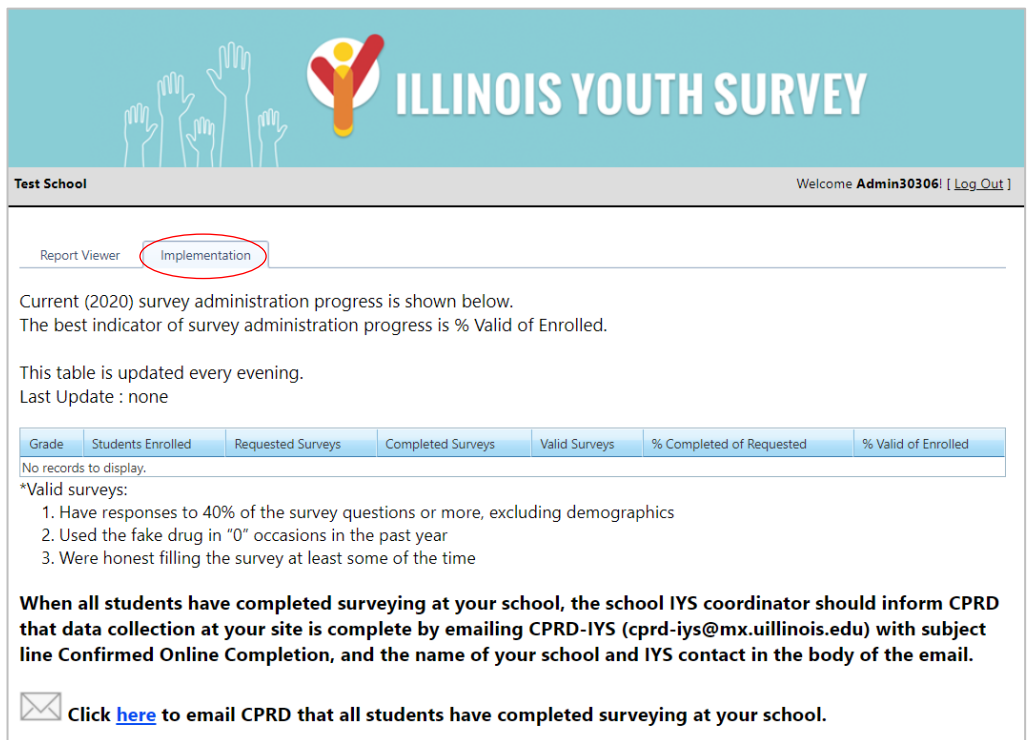 ILLINOIS YOUTH SURVEY
Test School Welcome Admin30306! [ Log Out ]
Report Viewer Implementation
Current (2020) survey administration progress is shown below.
The best indicator of survey administration progress is % Valid of Enrolled.
This table is updated every evening.
Last Update : none
Grade Students Enrolled Requested Surveys Completed Surveys Valid Surveys % Completed of Requested % Valid of Enrolled
No records to display.
*Valid surveys:
1. Have responses to 40% of the survey questions or more, excluding demographics
2. Used the fake drug in "0" occasions in the past year
3. Were honest filling the survey at least some of the time
When all students have completed surveying at your school, the school IYS coordinator should inform CPRD
that data collection at your site is complete by emailing CPRD-IYS (cprd-iys@mx.uillinois.edu) with subject
line Confirmed Online Completion, and the name of your school and IYS contact in the body of the email.
Click here to email CPRD that all students have completed surveying at your school.